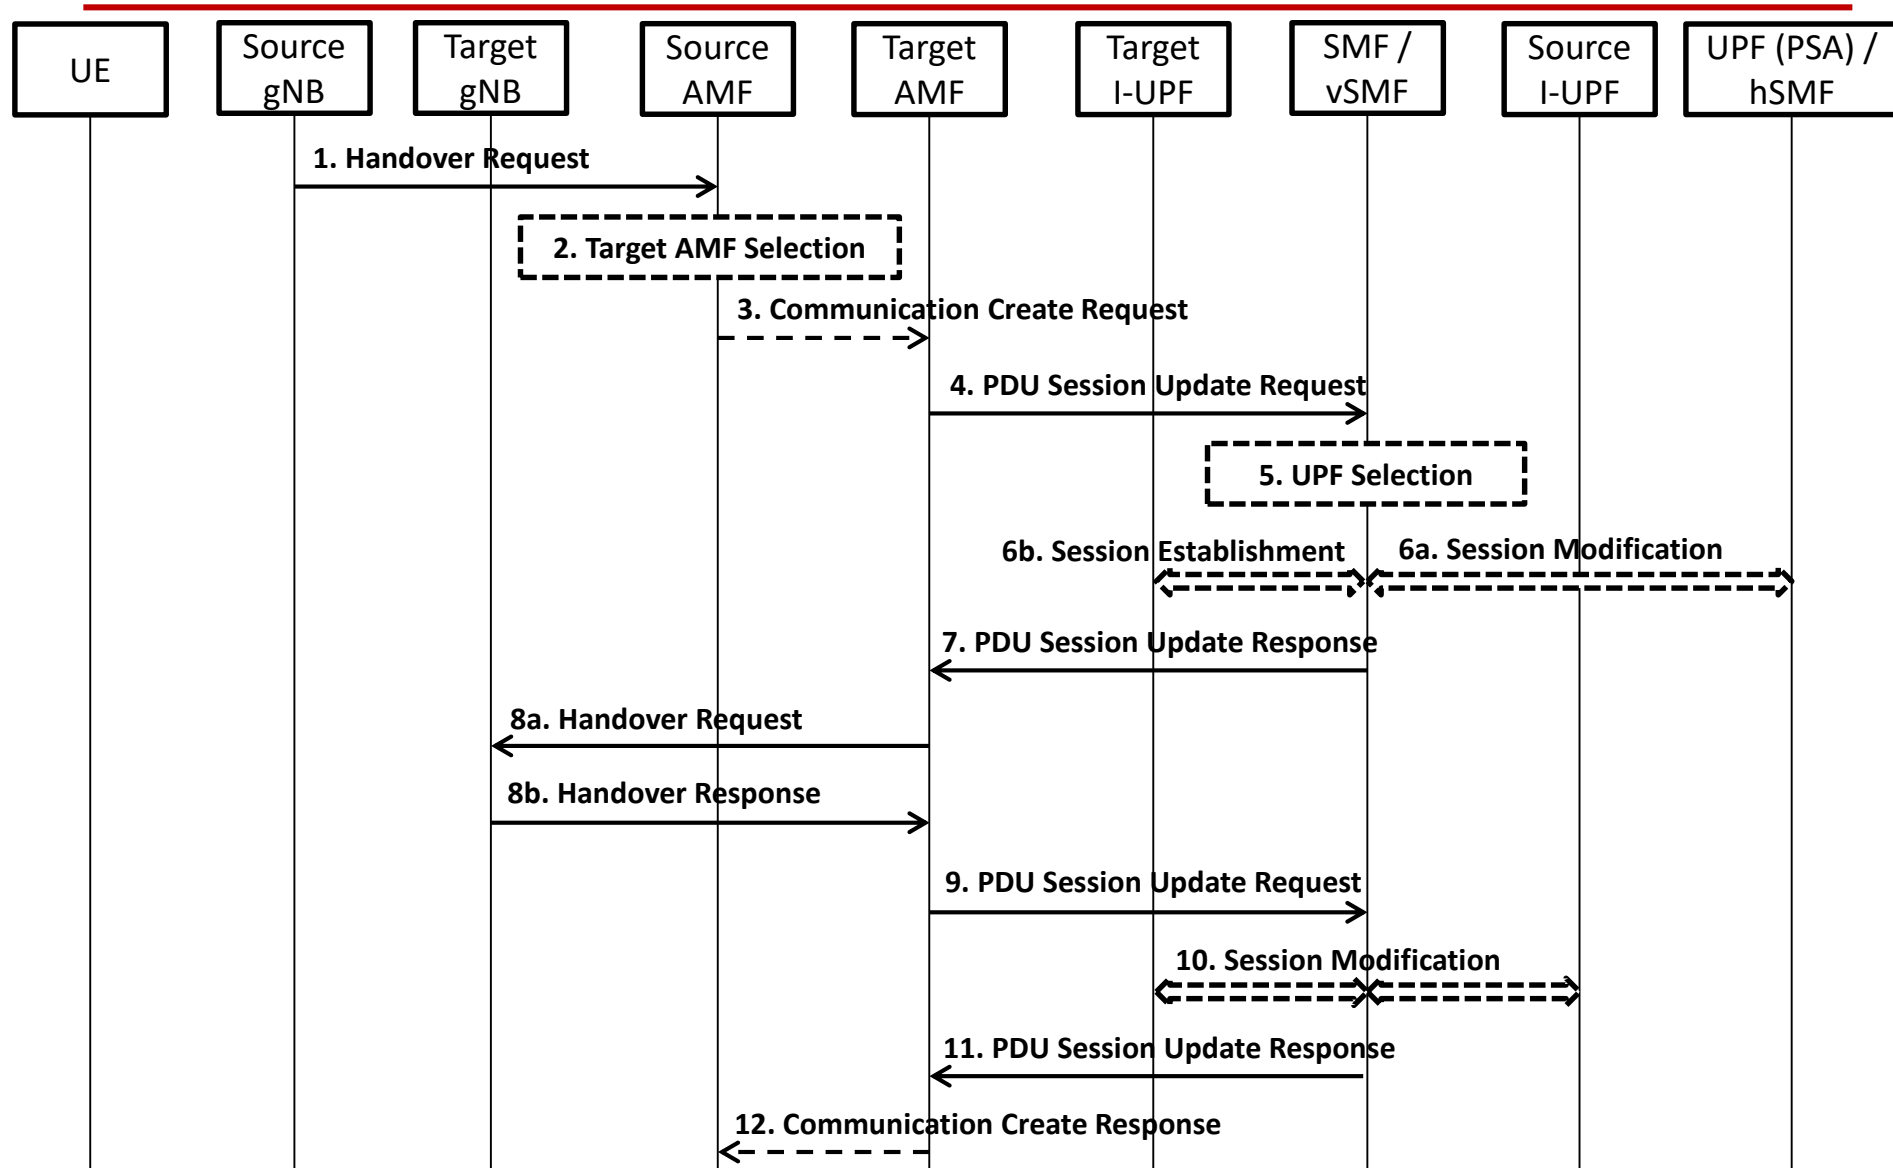 UE
Source
gNB
Target
gNB
Source
AMF
Target
AMF
Target
I-UPF
SMF /
vSMF
Source
I-UPF
UPF (PSA) /
hSMF
1. Handover Request
2. Target AMF Selection
3. Communication Create Request
4. PDU Session Update Request
5. UPF Selection
6b. Session Establishment
6a. Session Modification
7. PDU Session Update Response
8a. Handover Request
8b. Handover Response
9. PDU Session Update Request
10. Session Modification
11. PDU Session Update Response
12. Communication Create Response